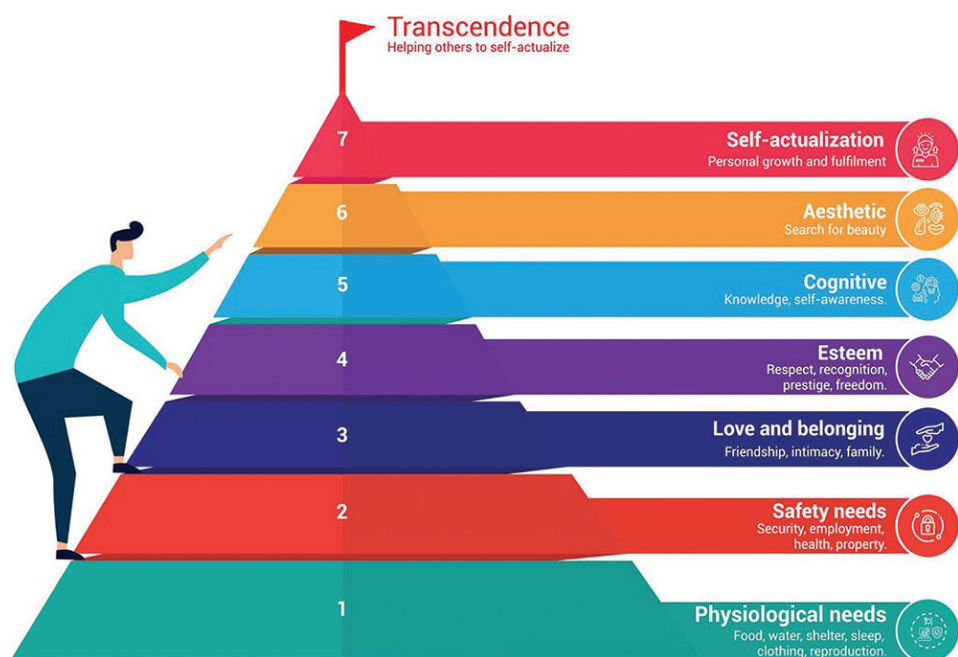 Transcendence
Helping others to self-actualize
7
Self-actualization
Personal growth and fulfilment
6
Aesthetic
Search for beauty
5
Cognitive
Knowledge, self-awareness.
4
Esteem
Respect, recognition,
prestige, freedom.
3
Love and belonging
Friendship, intimacy, family.
2
Safety needs
Security, employment,
health, property.
1
Physiological needs
Food, water, shelter, sleep,
clothing, reproduction.